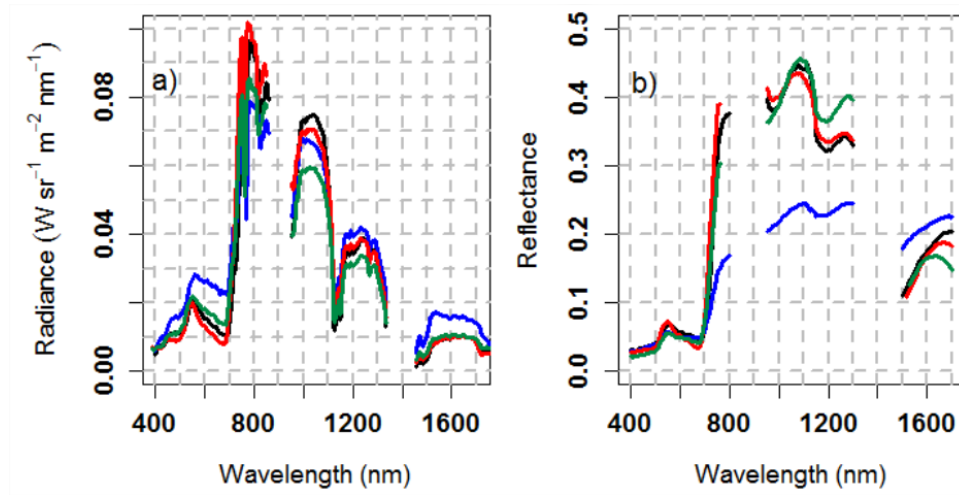 a)
0.08
0.04
0.00
Radiance (W sr⁻¹ m⁻² nm⁻¹)
400 800 1200 1600
Wavelength (nm)
b)
0.5
0.4
0.3
0.2
0.1
0.0
Reflectance
400 800 1200 1600
Wavelength (nm)